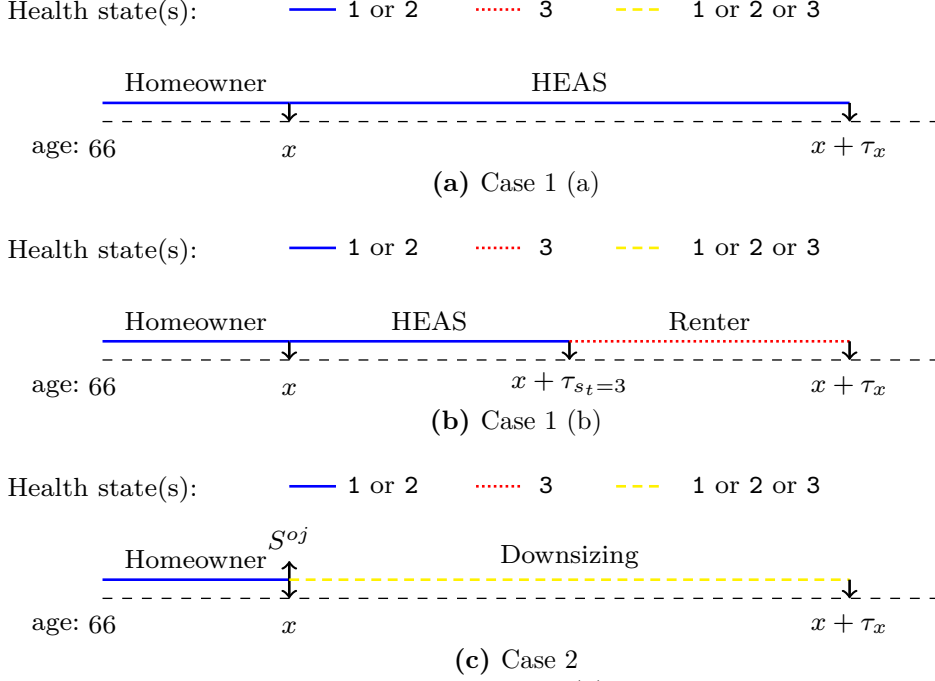 Health state(s): 1 or 2 3 1 or 2 or 3
Homeowner HEAS
age: 66 x x + τ_x
(a) Case 1 (a)
Health state(s): 1 or 2 3 1 or 2 or 3
Homeowner HEAS Renter
age: 66 x x + τ_{s_t=3} x + τ_x
(b) Case 1 (b)
Health state(s): 1 or 2 3 1 or 2 or 3
S^{oj}
Homeowner Downsizing
age: 66 x x + τ_x
(c) Case 2